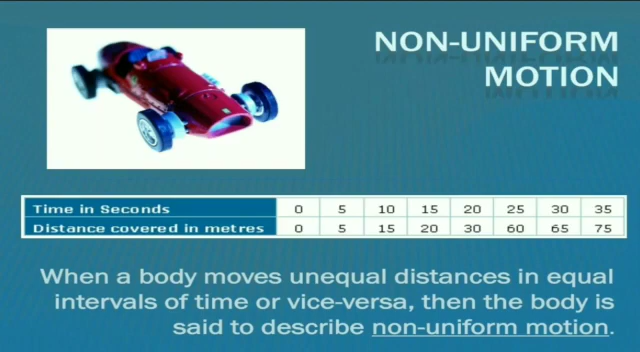 NON-UNIFORM
MOTION
Time in Seconds 0 5 10 15 20 25 30 35
Distance covered in metres 0 5 15 20 30 60 65 75
When a body moves unequal distances in equal
intervals of time or vice-versa, then the body is
said to describe non-uniform motion.